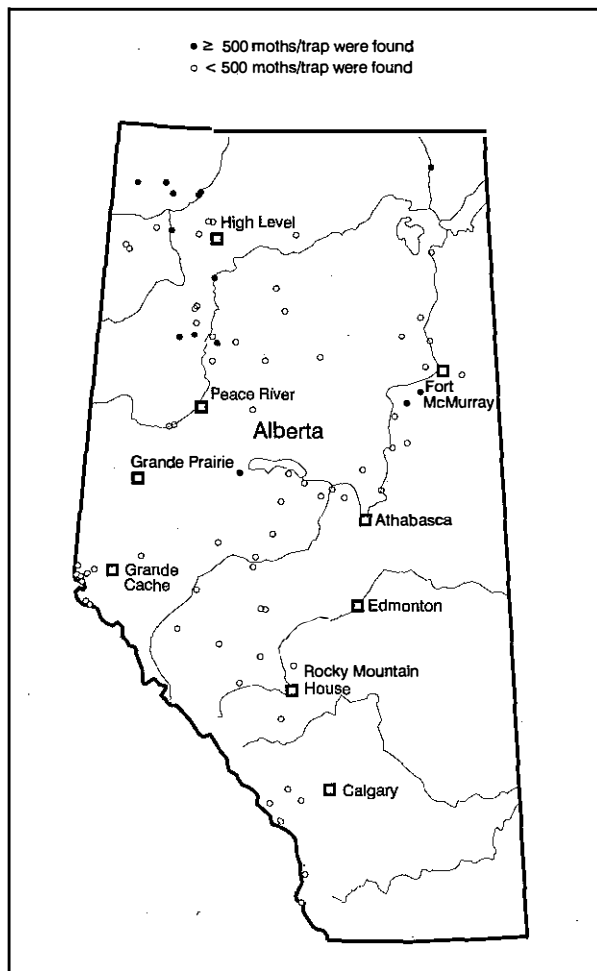 ● ≥ 500 moths/trap were found
○ < 500 moths/trap were found
High Level
Fort
McMurray
Peace River
Alberta
Grande Prairie
Athabasca
Grande
Cache
Edmonton
Rocky Mountain
House
Calgary